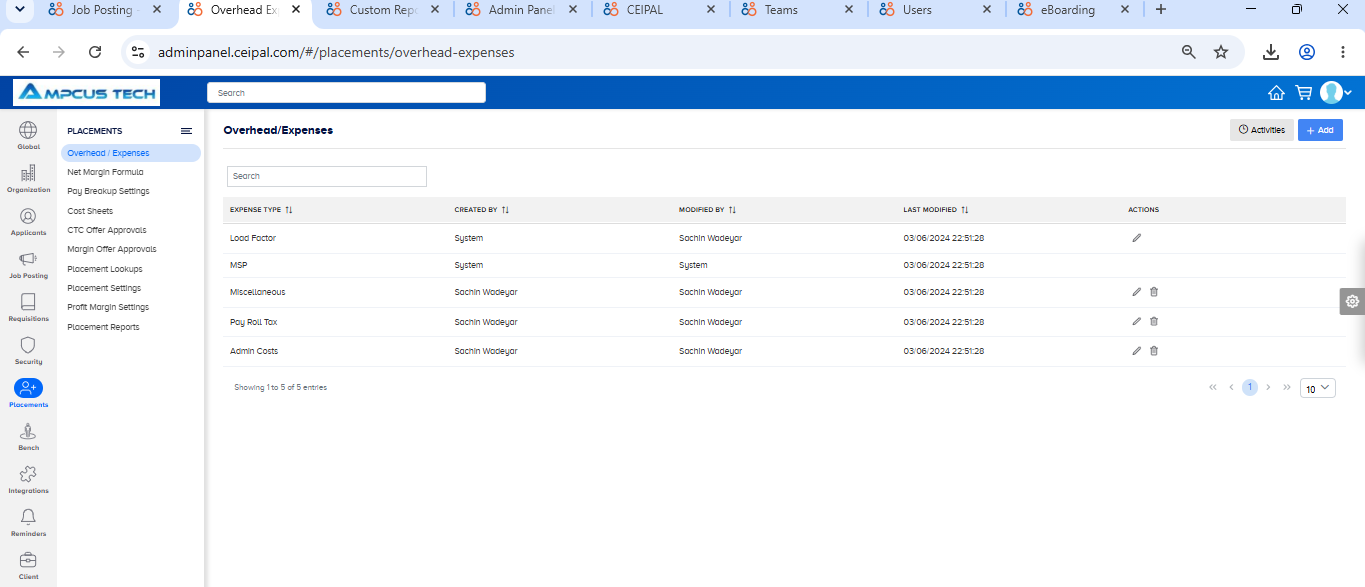 Job Posting
Overhead Ex
Custom Repo
Admin Panel
CEIPAL
Teams
Users
eBoarding
adminpanel.ceipal.com/#/placements/overhead-expenses
AMPCUS TECH
Search
Global
Organization
Applicants
Job Posting
Requisitions
Security
Placements
Bench
Integrations
Reminders
Client
PLACEMENTS
Overhead / Expenses
Net Margin Formula
Pay Breakup Settings
Cost Sheets
CTC Offer Approvals
Margin Offer Approvals
Placement Lookups
Placement Settings
Profit Margin Settings
Placement Reports
Overhead/Expenses
Activities
+ Add
Search
EXPENSE TYPE CREATED BY MODIFIED BY LAST MODIFIED ACTIONS
Load Factor System Sachin Wadeyar 03/06/2024 22:51:28
MSP System System 03/06/2024 22:51:28
Miscellaneous Sachin Wadeyar Sachin Wadeyar 03/06/2024 22:51:28
Pay Roll Tax Sachin Wadeyar Sachin Wadeyar 03/06/2024 22:51:28
Admin Costs Sachin Wadeyar Sachin Wadeyar 03/06/2024 22:51:28
Showing 1 to 5 of 5 entries
1
10